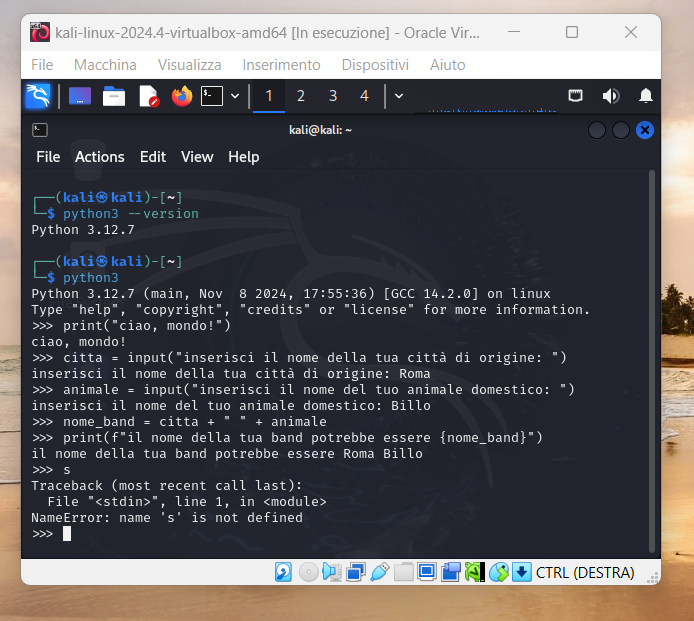 kali-linux-2024.4-virtualbox-amd64 [In esecuzione] - Oracle Vir...
File Macchina Visualizza Inserimento Dispositivi Aiuto
1 2 3 4
kali@kali: ~
File Actions Edit View Help
┌──(kali㉿kali)-[~]
└─$ python3 --version
Python 3.12.7
┌──(kali㉿kali)-[~]
└─$ python3
Python 3.12.7 (main, Nov  8 2024, 17:55:36) [GCC 14.2.0] on linux
Type "help", "copyright", "credits" or "license" for more information.
>>> print("ciao, mondo!")
ciao, mondo!
>>> citta = input("inserisci il nome della tua città di origine: ")
inserisci il nome della tua città di origine: Roma
>>> animale = input("inserisci il nome del tuo animale domestico: ")
inserisci il nome del tuo animale domestico: Billo
>>> nome_band = citta + " " + animale
>>> print(f"il nome della tua band potrebbe essere {nome_band}")
il nome della tua band potrebbe essere Roma Billo
>>> s
Traceback (most recent call last):
  File "<stdin>", line 1, in <module>
NameError: name 's' is not defined
>>>
CTRL (DESTRA)